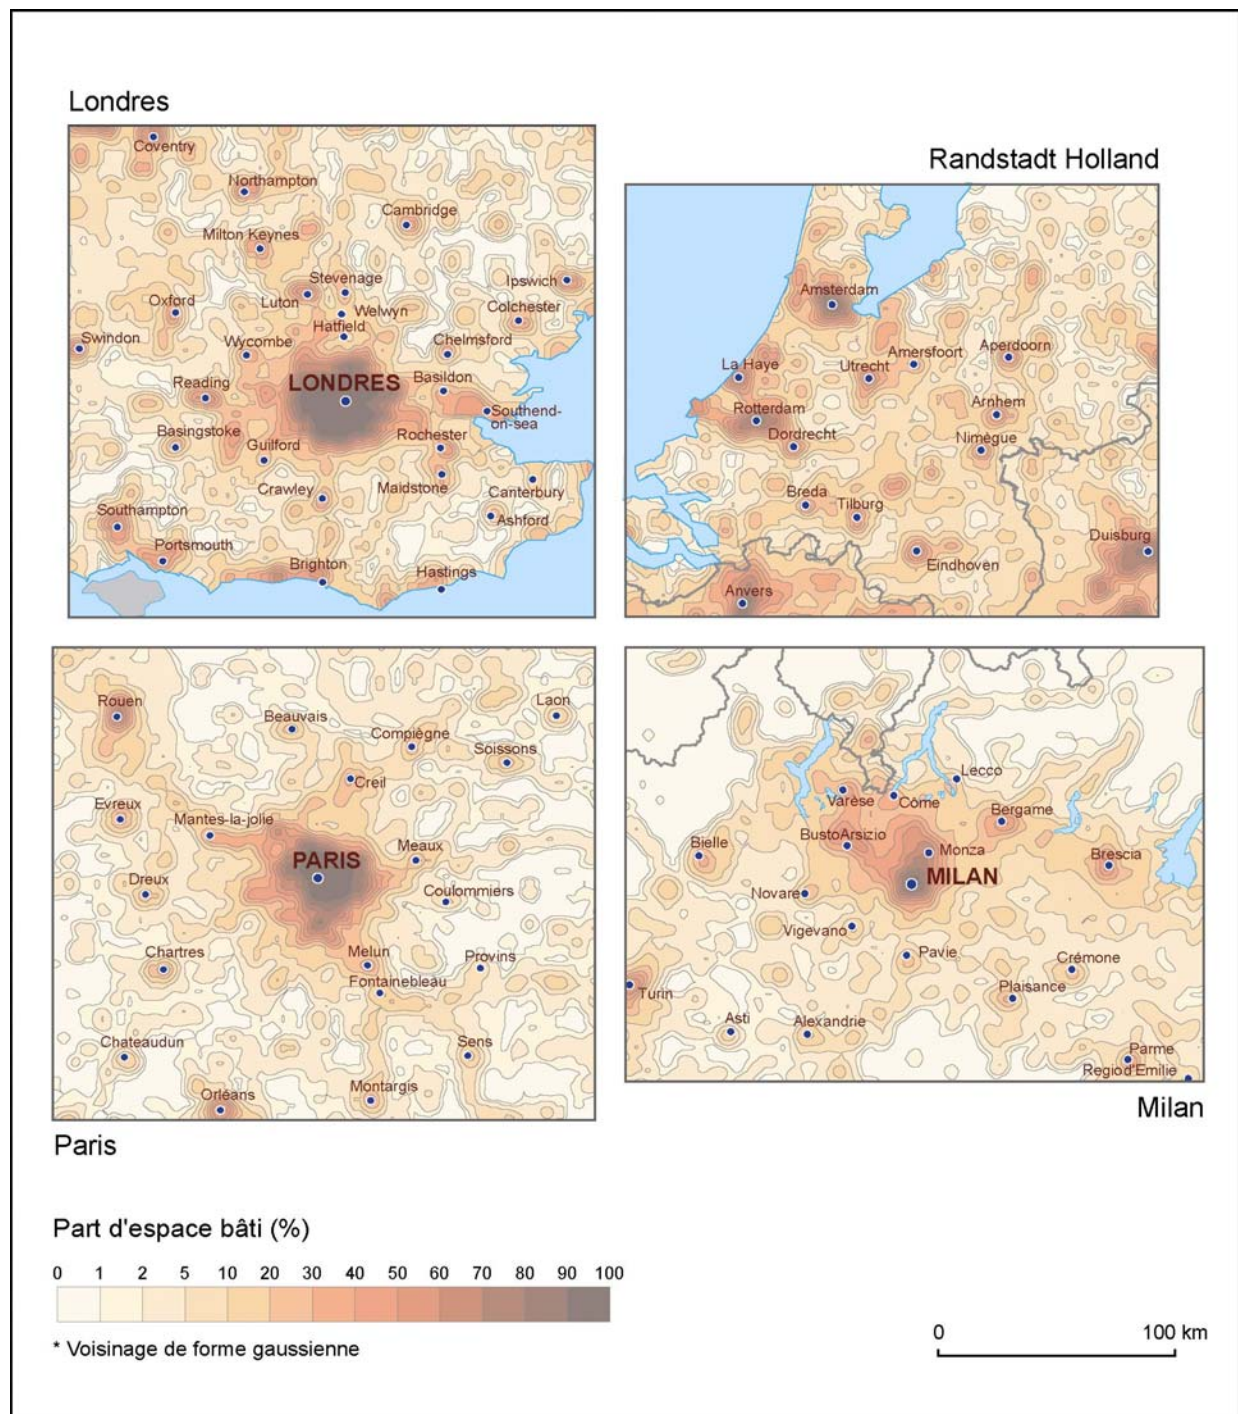 Londres
Coventry
Northampton
Cambridge
Milton Keynes
Stevenage
Ipswich
Luton
Oxford
Welwyn
Colchester
Hatfield
Swindon
Wycombe
Chelmsford
LONDRES
Basildon
Reading
Southend-
on-sea
Basingstoke
Rochester
Guilford
Crawley
Maidstone
Canterbury
Southampton
Ashford
Portsmouth
Brighton
Hastings
Randstadt Holland
Amsterdam
La Haye
Utrecht
Amersfoort
Aperdoorn
Rotterdam
Arnhem
Dordrecht
Nimègue
Breda
Tilburg
Duisburg
Eindhoven
Anvers
Rouen
Beauvais
Laon
Compiègne
Soissons
Creil
Evreux
Mantes-la-jolie
Meaux
PARIS
Dreux
Coulommiers
Chartres
Melun
Provins
Fontainebleau
Chateaudun
Sens
Montargis
Orléans
Paris
Lecco
Varèse
Côme
Bergame
BustoArsizio
Bielle
Monza
Brescia
MILAN
Novare
Vigevano
Pavie
Crémone
Turin
Plaisance
Asti
Alexandrie
Parme
Regiod'Emilie
Milan
Part d'espace bâti (%)
0 1 2 5 10 20 30 40 50 60 70 80 90 100
* Voisinage de forme gaussienne
0 100 km